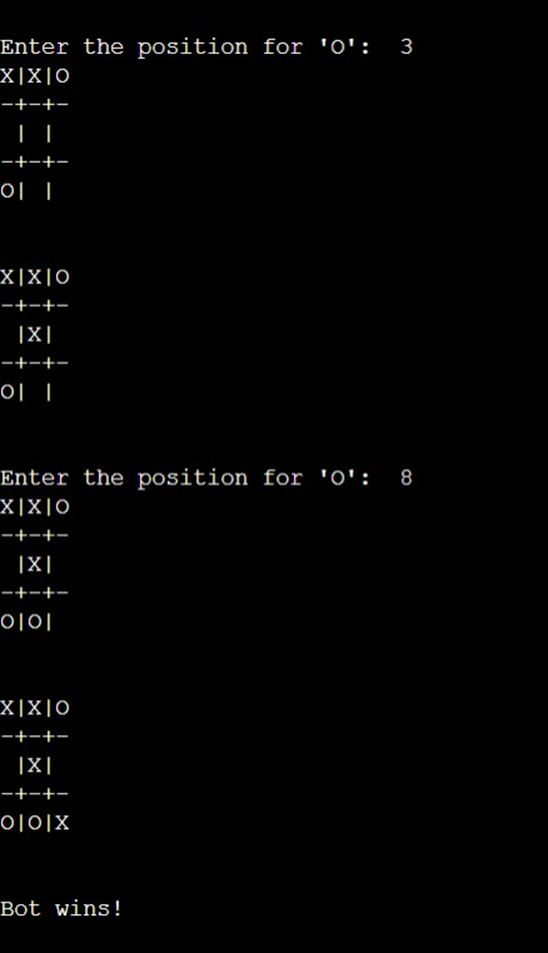 Enter the position for 'O':  3
X|X|O
-+-+-
 | |
-+-+-
O| |
X|X|O
-+-+-
 |X|
-+-+-
O| |
Enter the position for 'O':  8
X|X|O
-+-+-
 |X|
-+-+-
O|O|
X|X|O
-+-+-
 |X|
-+-+-
O|O|X
Bot wins!